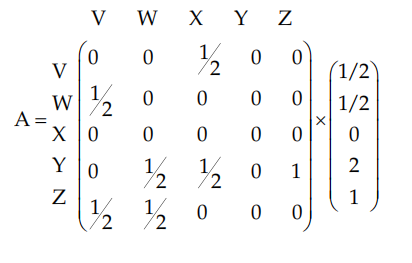 V W X Y Z
V 0 0 1/2 0 0 (1/2
W 1/2 0 0 0 0 1/2
A = X 0 0 0 0 0 × 0
Y 0 1/2 1/2 0 1 2
Z 1/2 1/2 0 0 0 1